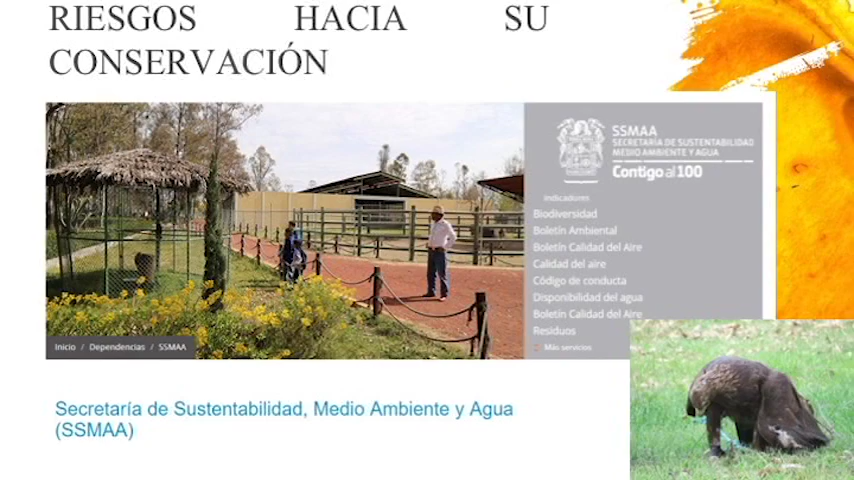 RIESGOS HACIA SU
CONSERVACIÓN
SSMAA
SECRETARÍA DE SUSTENTABILIDAD
MEDIO AMBIENTE Y AGUA
Contigo al 100
Indicadores
Biodiversidad
Boletín Ambiental
Boletín Calidad del Aire
Calidad del aire
Código de conducta
Disponibilidad del agua
Boletín Calidad del Aire
Residuos
Más servicios
Inicio / Dependencias / SSMAA
Secretaría de Sustentabilidad, Medio Ambiente y Agua
(SSMAA)